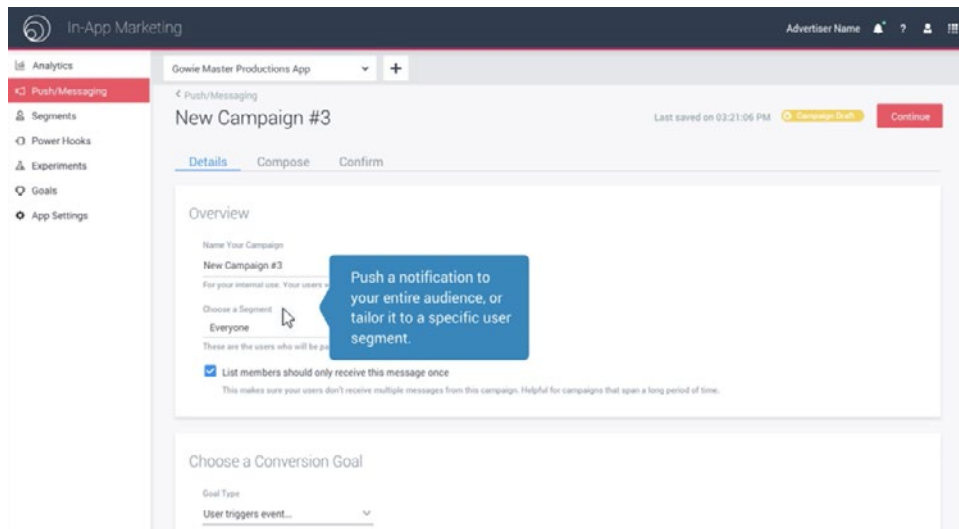 In-App Marketing
Advertiser Name
?
Analytics
Push/Messaging
Segments
Power Hooks
Experiments
Goals
App Settings
Gowie Master Productions App
+
< Push/Messaging
New Campaign #3
Last saved on 03:21:06 PM
Campaign Draft
Continue
Details Compose Confirm
Overview
Name Your Campaign
New Campaign #3
For your internal use. Your users
Choose a Segment
Everyone
These are the users who will be
Push a notification to
your entire audience, or
tailor it to a specific user
segment.
List members should only receive this message once
This makes sure your users don't receive multiple messages from this campaign. Helpful for campaigns that span a long period of time.
Choose a Conversion Goal
Goal Type
User triggers event...